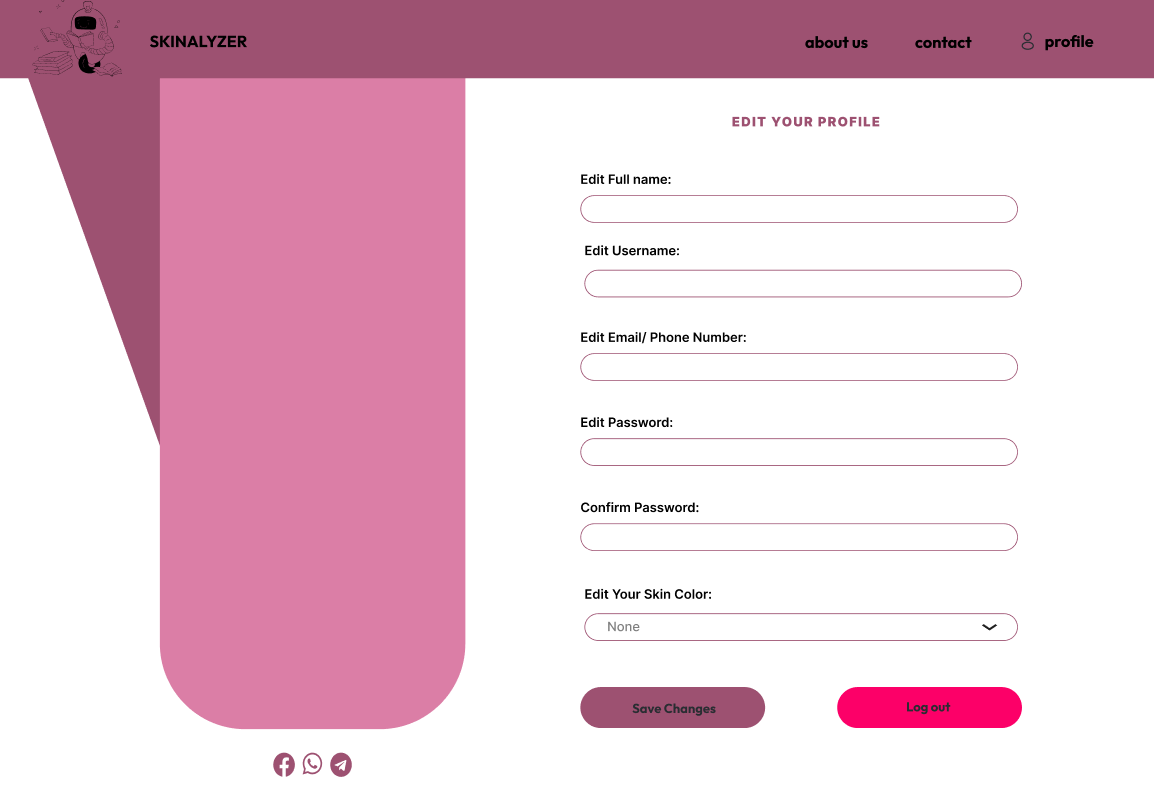 SKINALYZER
about us
contact
profile
EDIT YOUR PROFILE
Edit Full name:
Edit Username:
Edit Email/ Phone Number:
Edit Password:
Confirm Password:
Edit Your Skin Color:
None
Save Changes
Log out